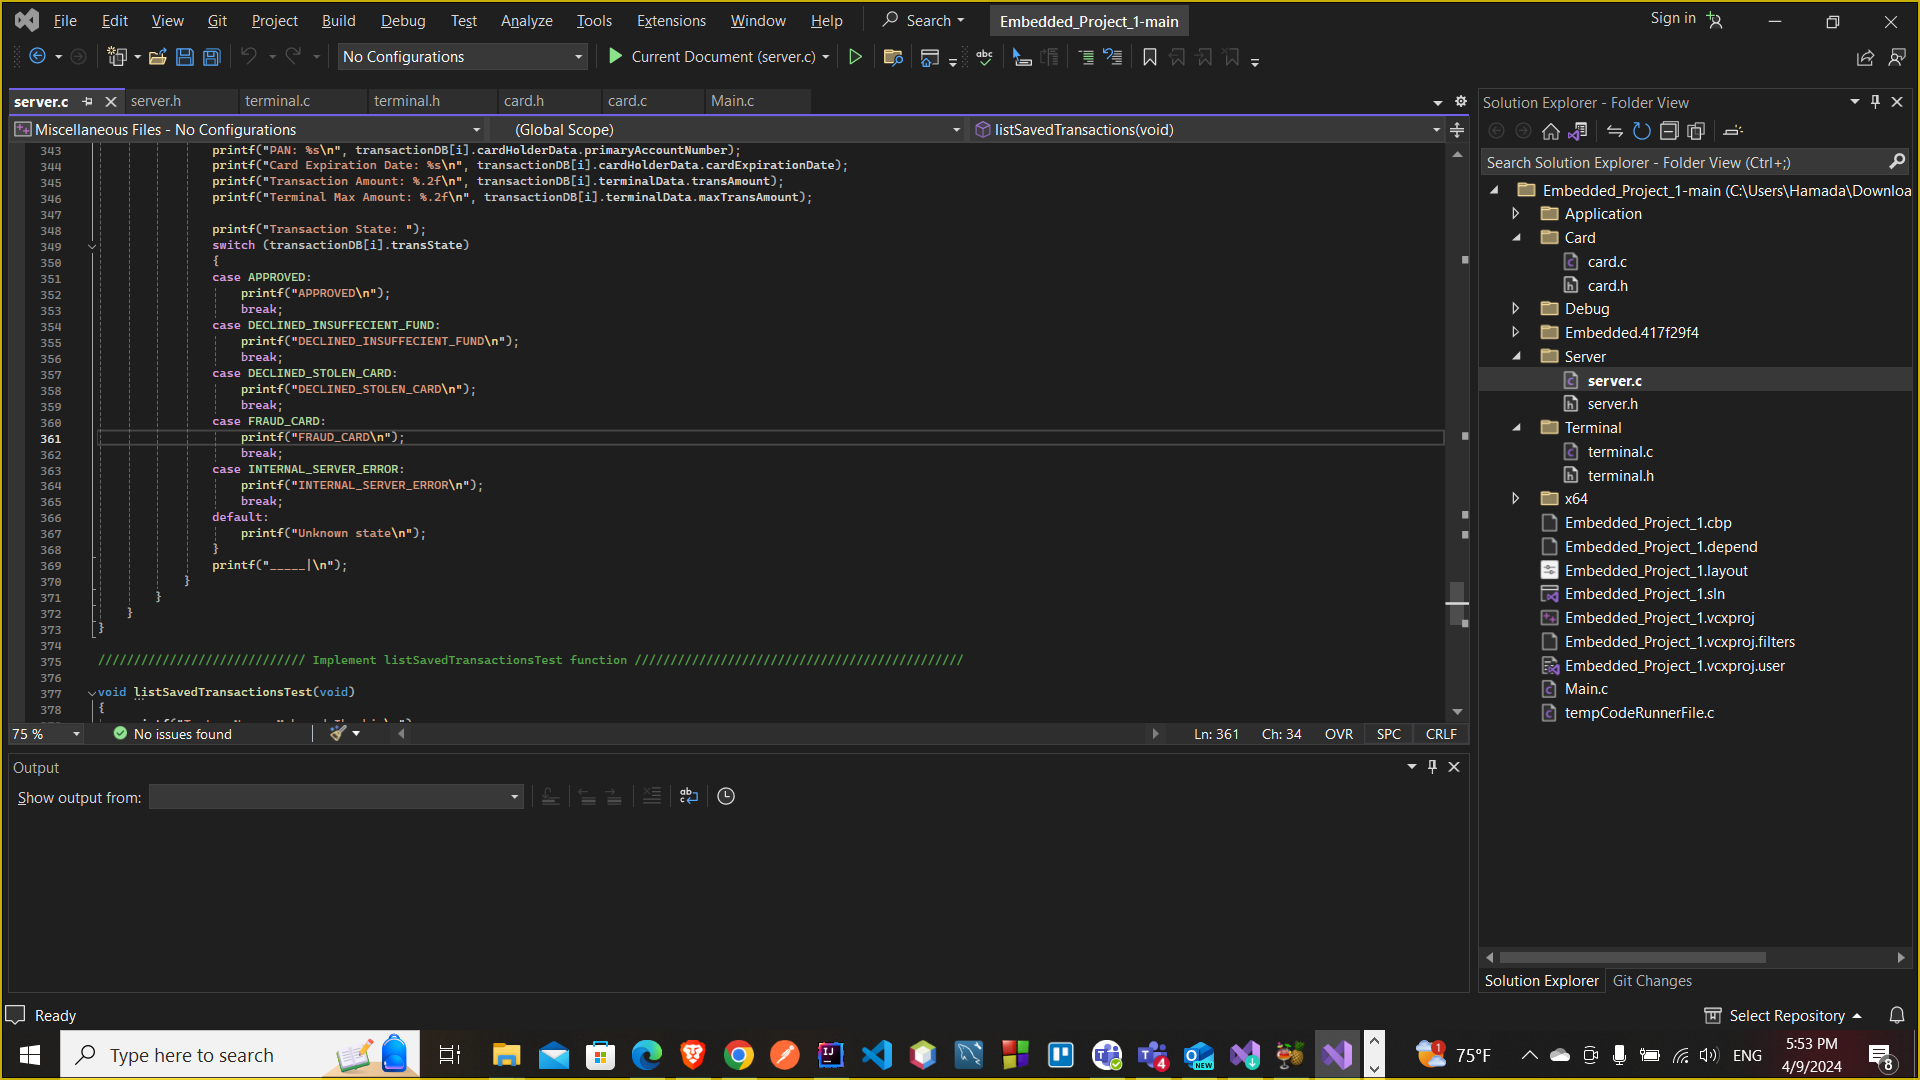 File Edit View Git Project Build Debug Test Analyze Tools Extensions Window Help Search Embedded_Project_1-main Sign in
No Configurations Current Document (server.c)
server.c server.h terminal.c terminal.h card.h card.c Main.c
Miscellaneous Files - No Configurations (Global Scope) listSavedTransactions(void)
343 printf("PAN: %s\n", transactionDB[i].cardHolderData.primaryAccountNumber);
344 printf("Card Expiration Date: %s\n", transactionDB[i].cardHolderData.cardExpirationDate);
345 printf("Transaction Amount: %.2f\n", transactionDB[i].terminalData.transAmount);
346 printf("Terminal Max Amount: %.2f\n", transactionDB[i].terminalData.maxTransAmount);
347
348 printf("Transaction State: ");
349 switch (transactionDB[i].transState)
350 {
351 case APPROVED:
352 printf("APPROVED\n");
353 break;
354 case DECLINED_INSUFFECIENT_FUND:
355 printf("DECLINED_INSUFFECIENT_FUND\n");
356 break;
357 case DECLINED_STOLEN_CARD:
358 printf("DECLINED_STOLEN_CARD\n");
359 break;
360 case FRAUD_CARD:
361 printf("FRAUD_CARD\n");
362 break;
363 case INTERNAL_SERVER_ERROR:
364 printf("INTERNAL_SERVER_ERROR\n");
365 break;
366 default:
367 printf("Unknown state\n");
368 }
369 printf("_____|\n");
370 }
371 }
372 }
373 }
374
375 ///////////////////////////// Implement listSavedTransactionsTest function //////////////////////////////////////////////
376
377 void listSavedTransactionsTest(void)
378 {
75 % No issues found Ln: 361 Ch: 34 OVR SPC CRLF
Output
Show output from:
Solution Explorer - Folder View
Search Solution Explorer - Folder View (Ctrl+;)
Embedded_Project_1-main (C:\Users\Hamada\Downloa
Application
Card
card.c
card.h
Debug
Embedded.417f29f4
Server
server.c
server.h
Terminal
terminal.c
terminal.h
x64
Embedded_Project_1.cbp
Embedded_Project_1.depend
Embedded_Project_1.layout
Embedded_Project_1.sln
Embedded_Project_1.vcxproj
Embedded_Project_1.vcxproj.filters
Embedded_Project_1.vcxproj.user
Main.c
tempCodeRunnerFile.c
Solution Explorer Git Changes
Ready Select Repository
Type here to search 75°F ENG 5:53 PM
4/9/2024 8